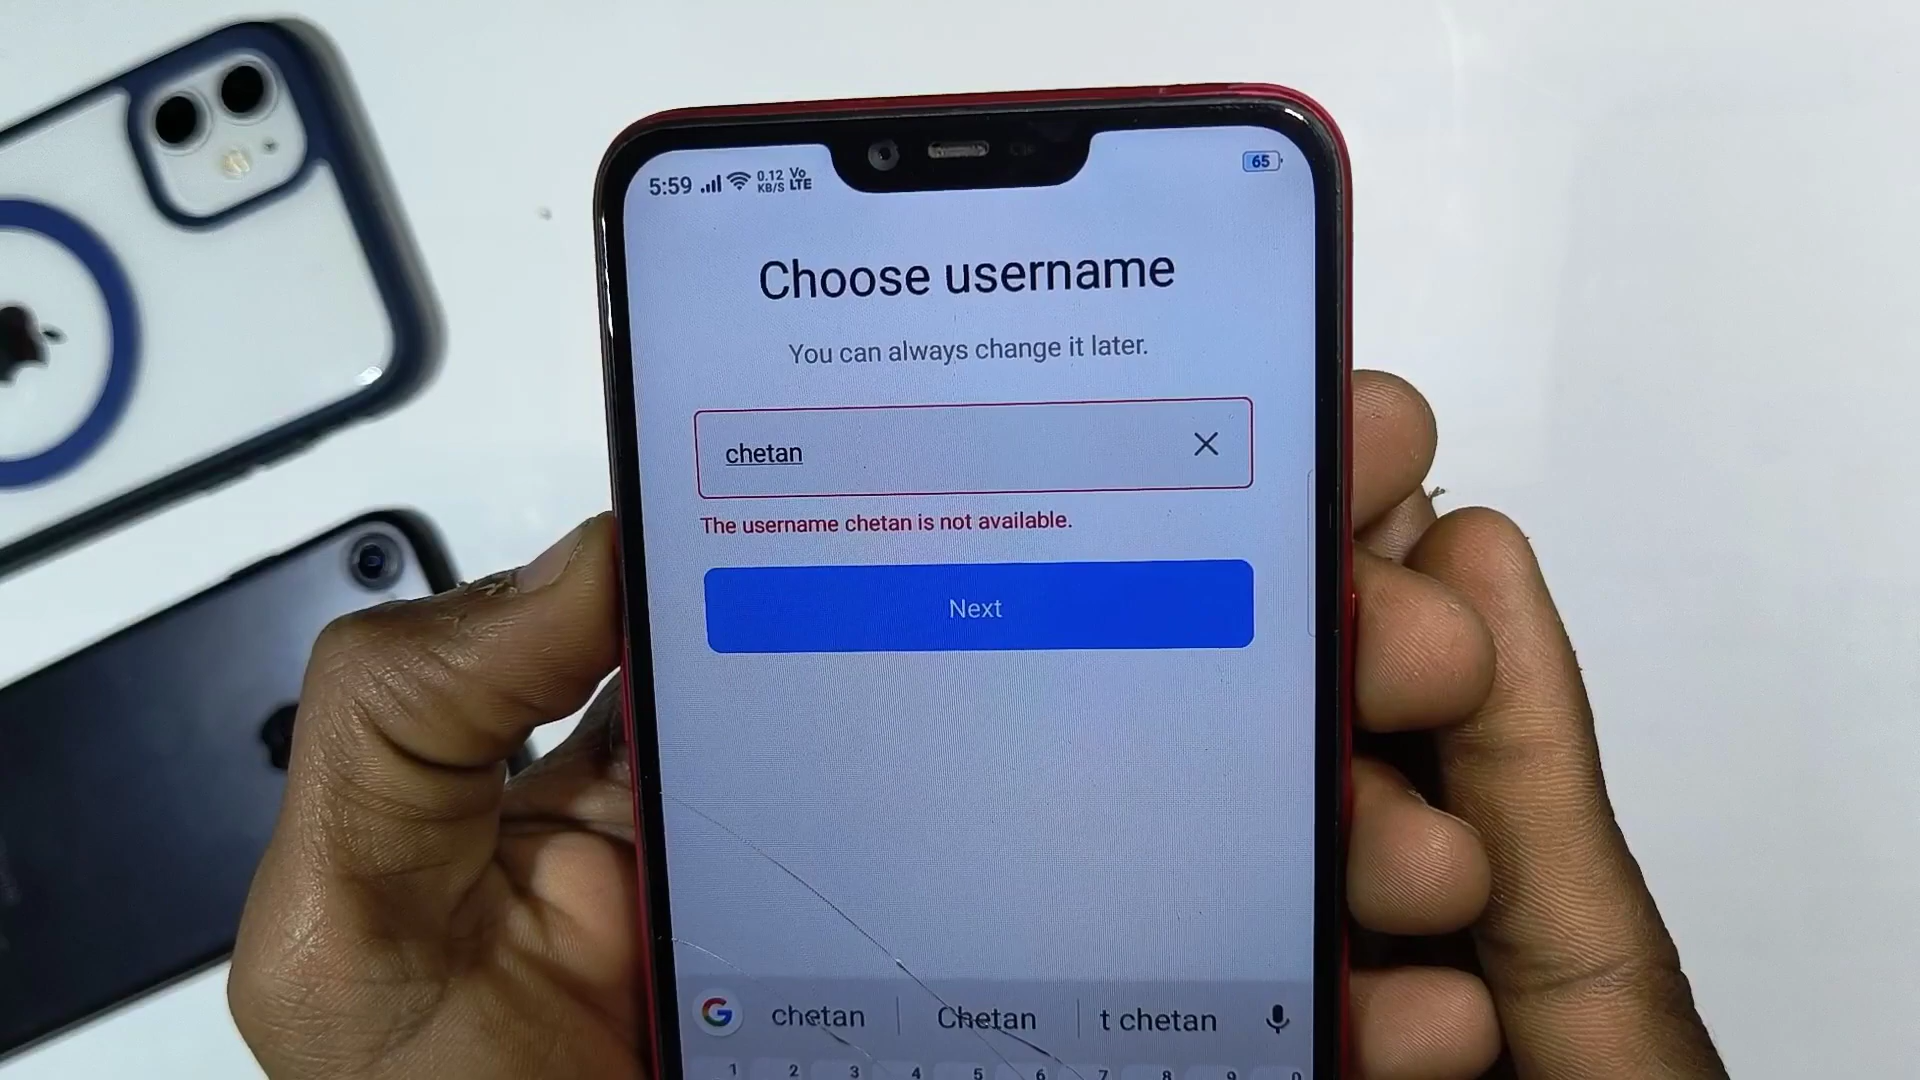 5:59 0.12 KB/S Vo LTE 65
Choose username
You can always change it later.
chetan
The username chetan is not available.
Next
G chetan Chetan t chetan
1 2 3 4 5 6 7 8 9 0